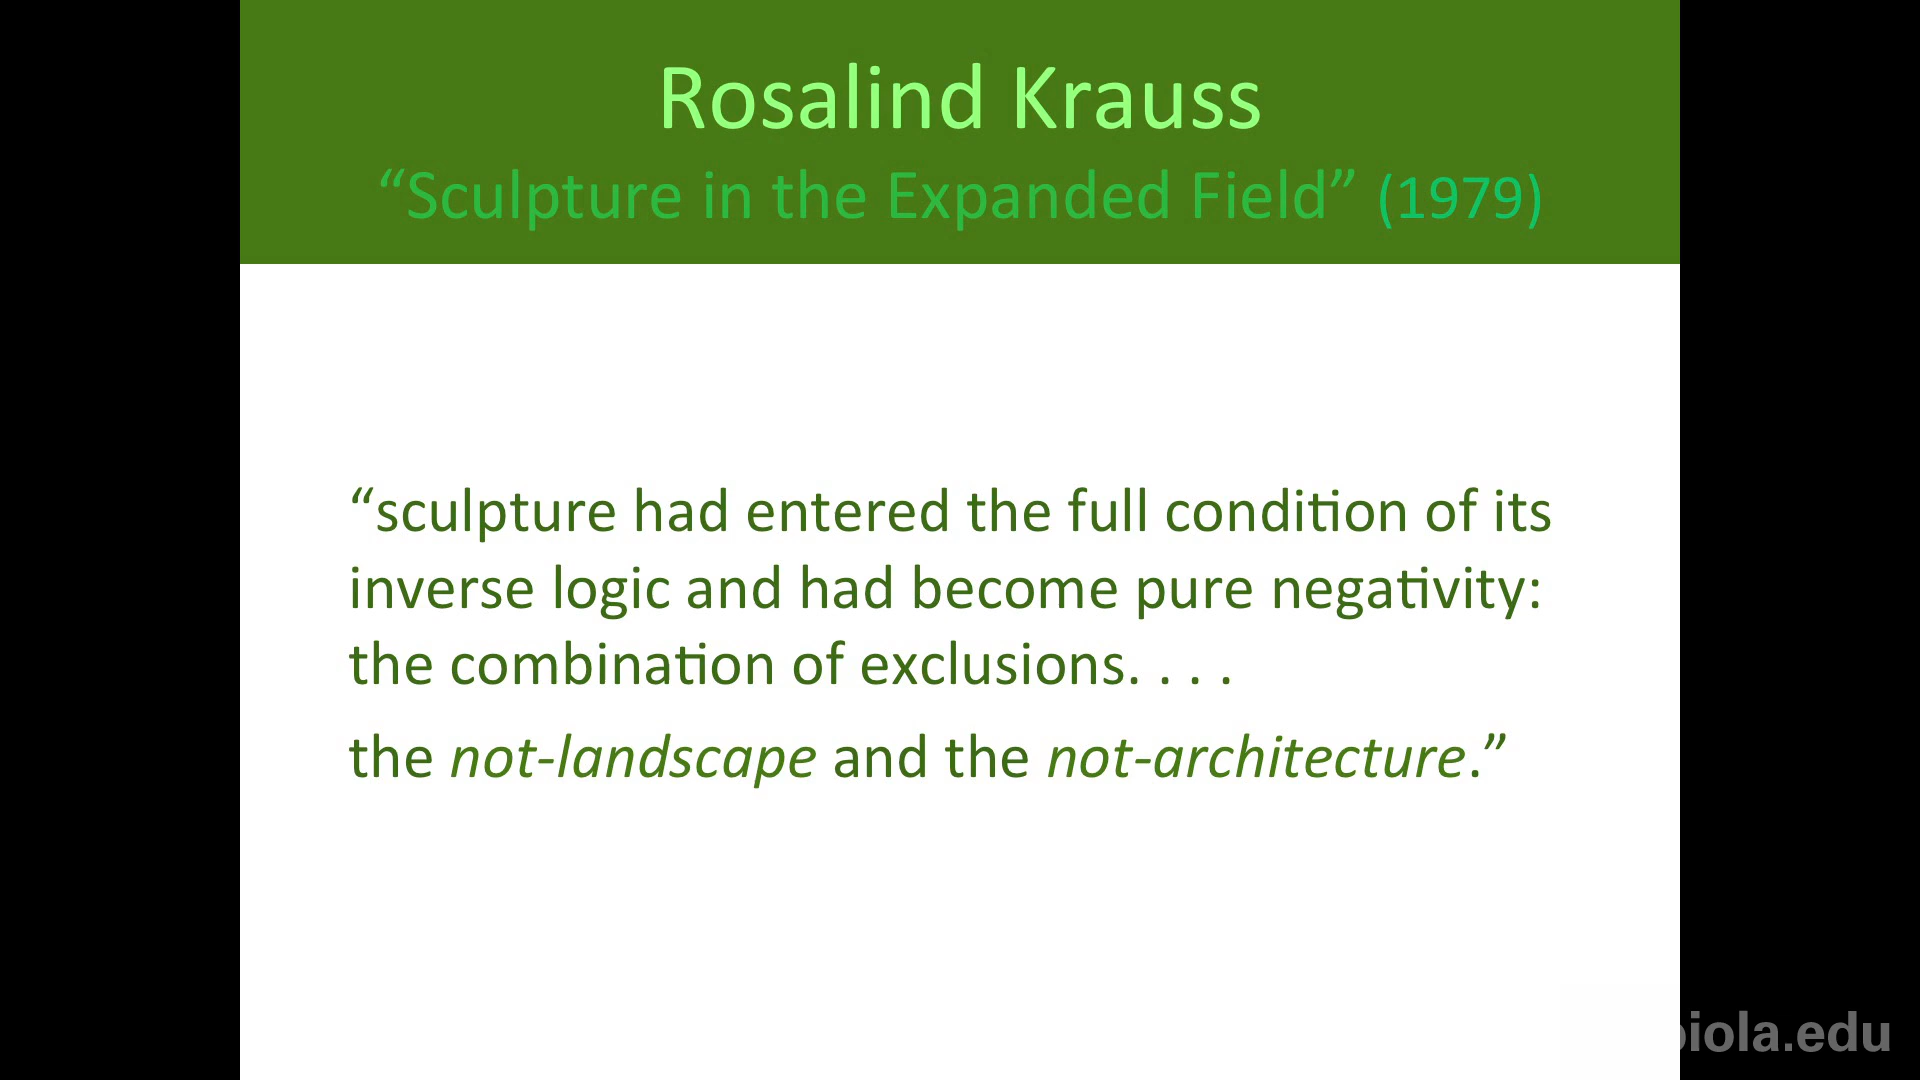 Rosalind Krauss
“Sculpture in the Expanded Field” (1979)
“sculpture had entered the full condition of its
inverse logic and had become pure negativity:
the combination of exclusions. . . .
the not-landscape and the not-architecture.”
biola.edu